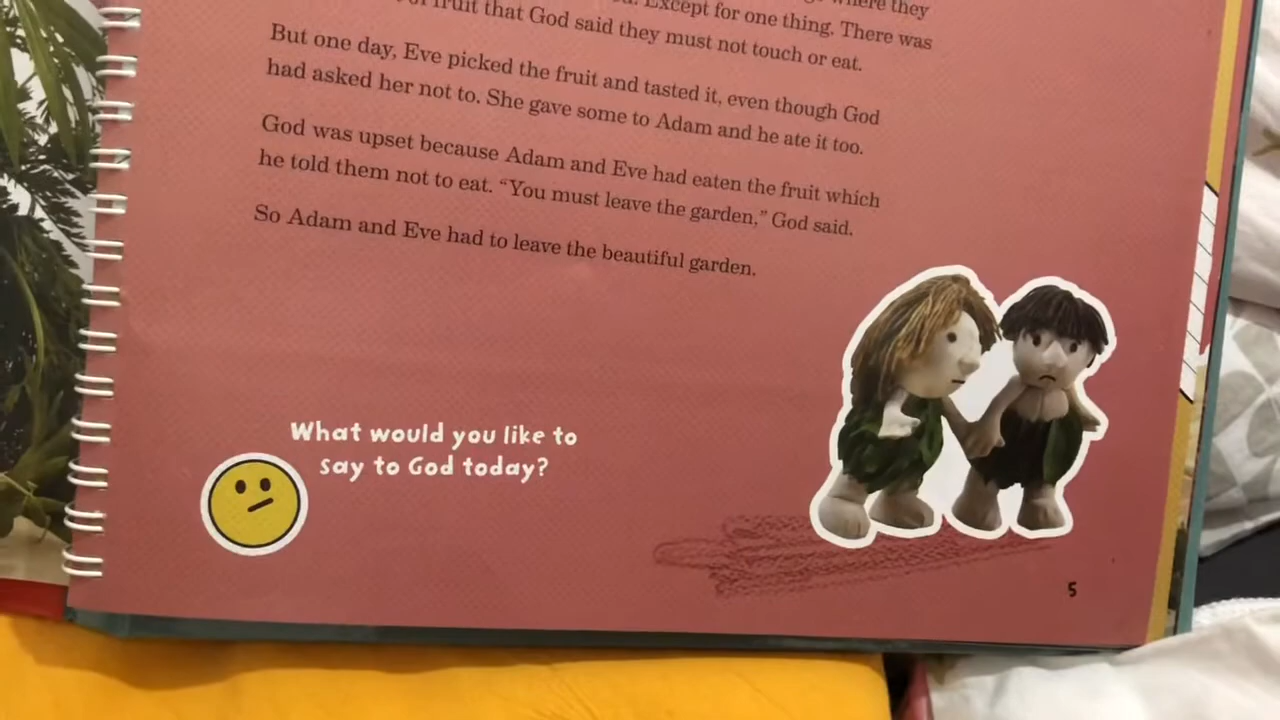 where they
Except for one thing. There was
fruit that God said they must not touch or eat.
But one day, Eve picked the fruit and tasted it, even though God
had asked her not to. She gave some to Adam and he ate it too.
God was upset because Adam and Eve had eaten the fruit which
he told them not to eat. “You must leave the garden,” God said.
So Adam and Eve had to leave the beautiful garden.
What would you like to
say to God today?
5